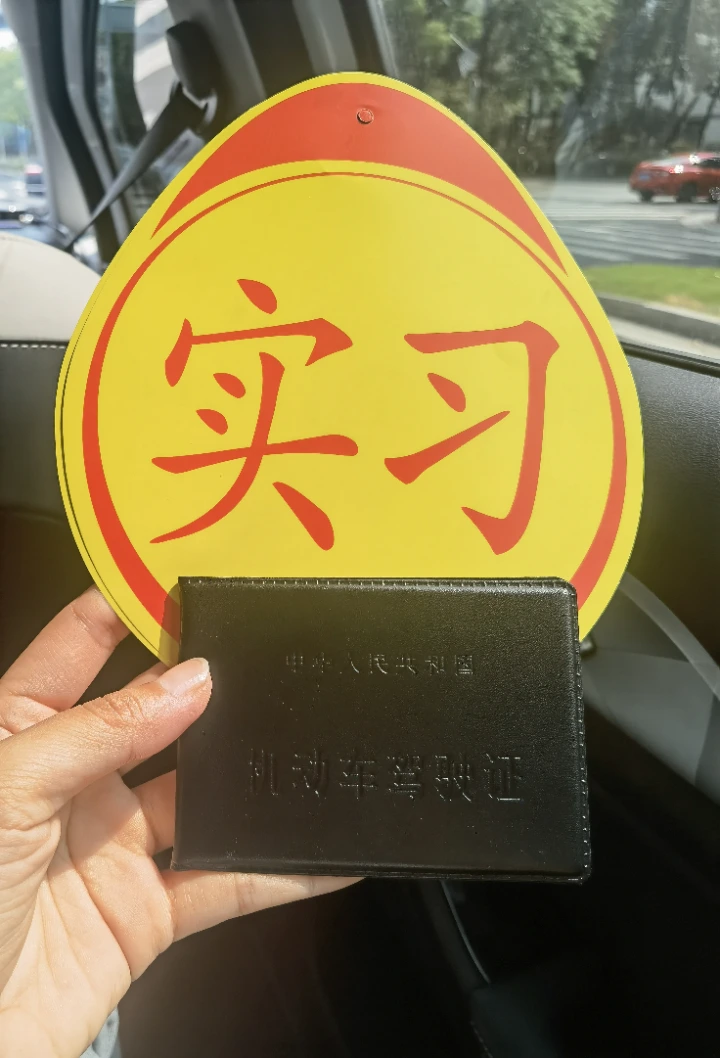 实习
中华人民共和国
机动车驾驶证